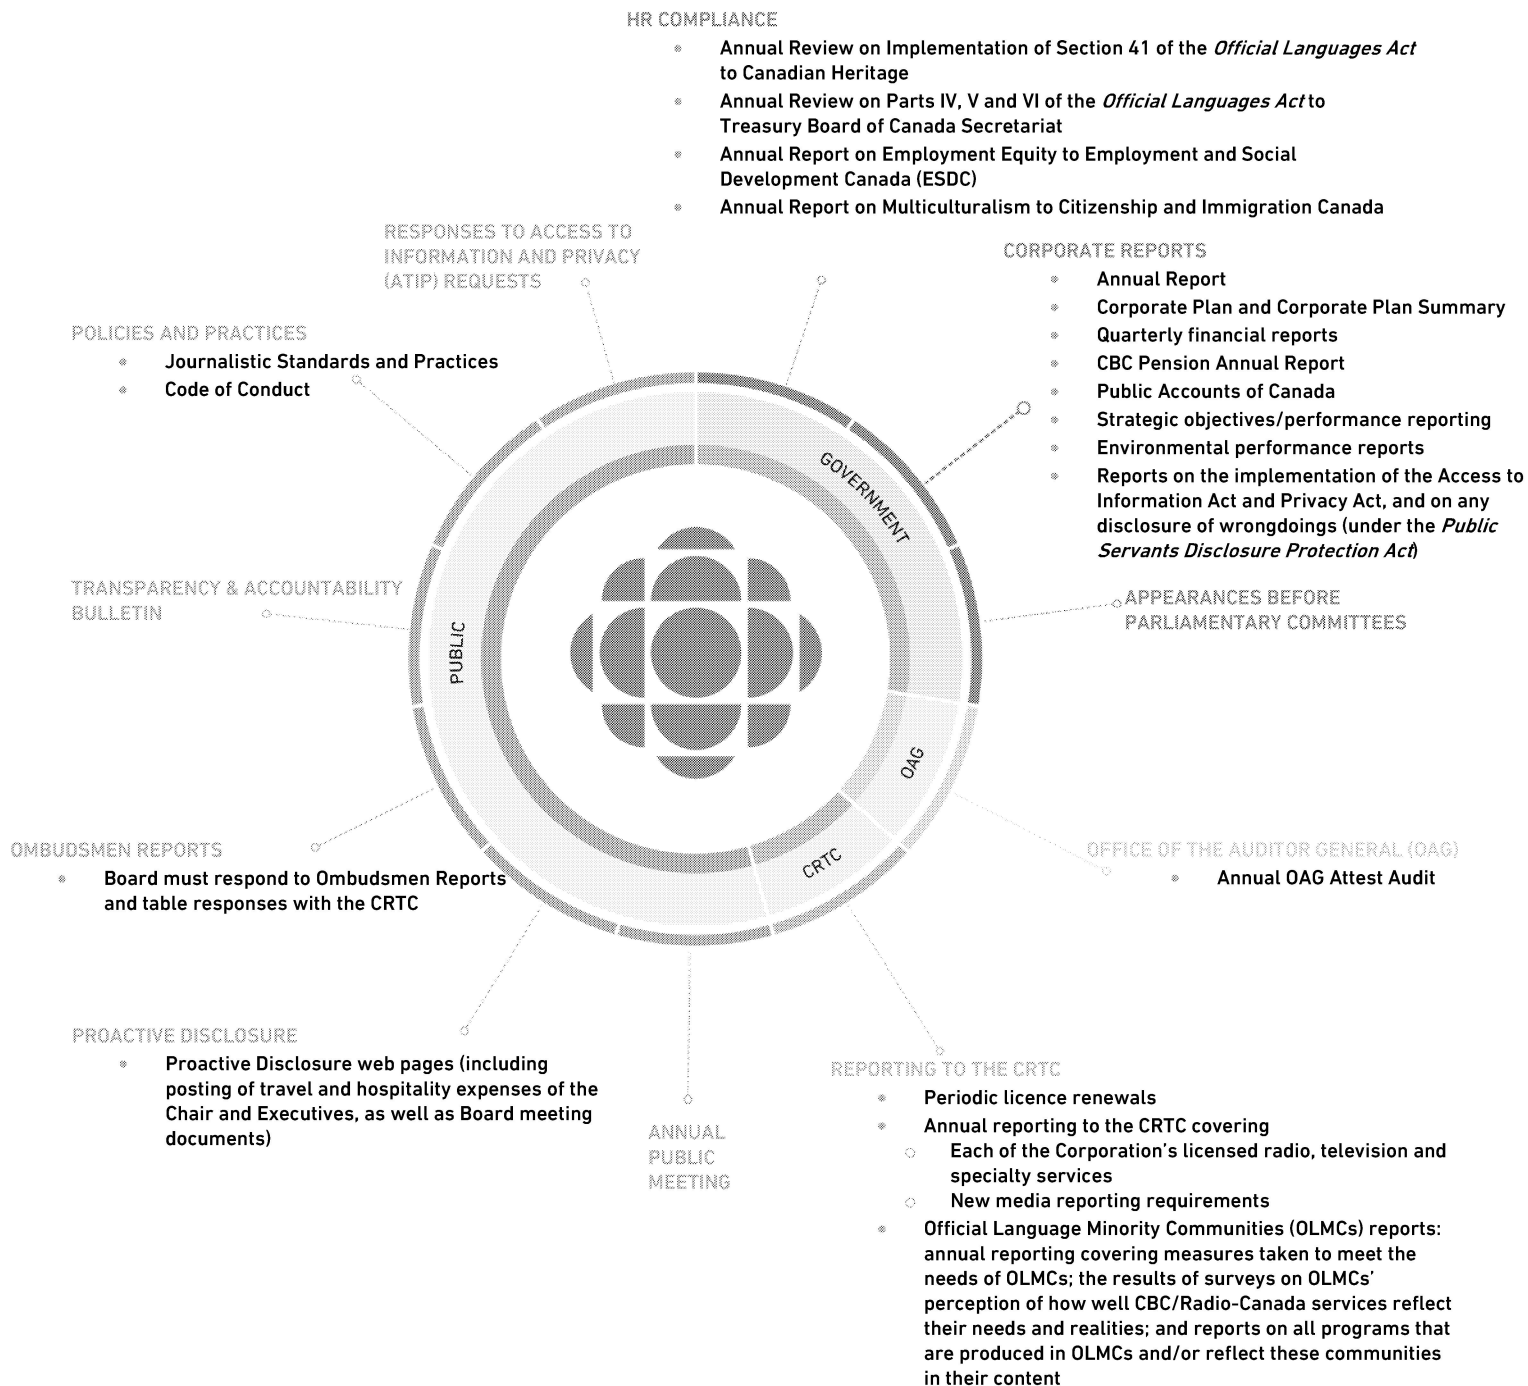 HR COMPLIANCE
Annual Review on Implementation of Section 41 of the Official Languages Act
to Canadian Heritage
Annual Review on Parts IV, V and VI of the Official Languages Act to
Treasury Board of Canada Secretariat
Annual Report on Employment Equity to Employment and Social
Development Canada (ESDC)
Annual Report on Multiculturalism to Citizenship and Immigration Canada
RESPONSES TO ACCESS TO
INFORMATION AND PRIVACY
(ATIP) REQUESTS
CORPORATE REPORTS
Annual Report
Corporate Plan and Corporate Plan Summary
Quarterly financial reports
CBC Pension Annual Report
Public Accounts of Canada
Strategic objectives/performance reporting
Environmental performance reports
Reports on the implementation of the Access to
Information Act and Privacy Act, and on any
disclosure of wrongdoings (under the Public
Servants Disclosure Protection Act)
POLICIES AND PRACTICES
Journalistic Standards and Practices
Code of Conduct
GOVERNMENT
TRANSPARENCY & ACCOUNTABILITY
BULLETIN
PUBLIC
APPEARANCES BEFORE
PARLIAMENTARY COMMITTEES
OAG
CRTC
OMBUDSMEN REPORTS
Board must respond to Ombudsmen Reports
and table responses with the CRTC
OFFICE OF THE AUDITOR GENERAL (OAG)
Annual OAG Attest Audit
PROACTIVE DISCLOSURE
Proactive Disclosure web pages (including
posting of travel and hospitality expenses of the
Chair and Executives, as well as Board meeting
documents)
ANNUAL
PUBLIC
MEETING
REPORTING TO THE CRTC
Periodic licence renewals
Annual reporting to the CRTC covering
Each of the Corporation's licensed radio, television and
specialty services
New media reporting requirements
Official Language Minority Communities (OLMCs) reports:
annual reporting covering measures taken to meet the
needs of OLMCs; the results of surveys on OLMCs'
perception of how well CBC/Radio-Canada services reflect
their needs and realities; and reports on all programs that
are produced in OLMCs and/or reflect these communities
in their content